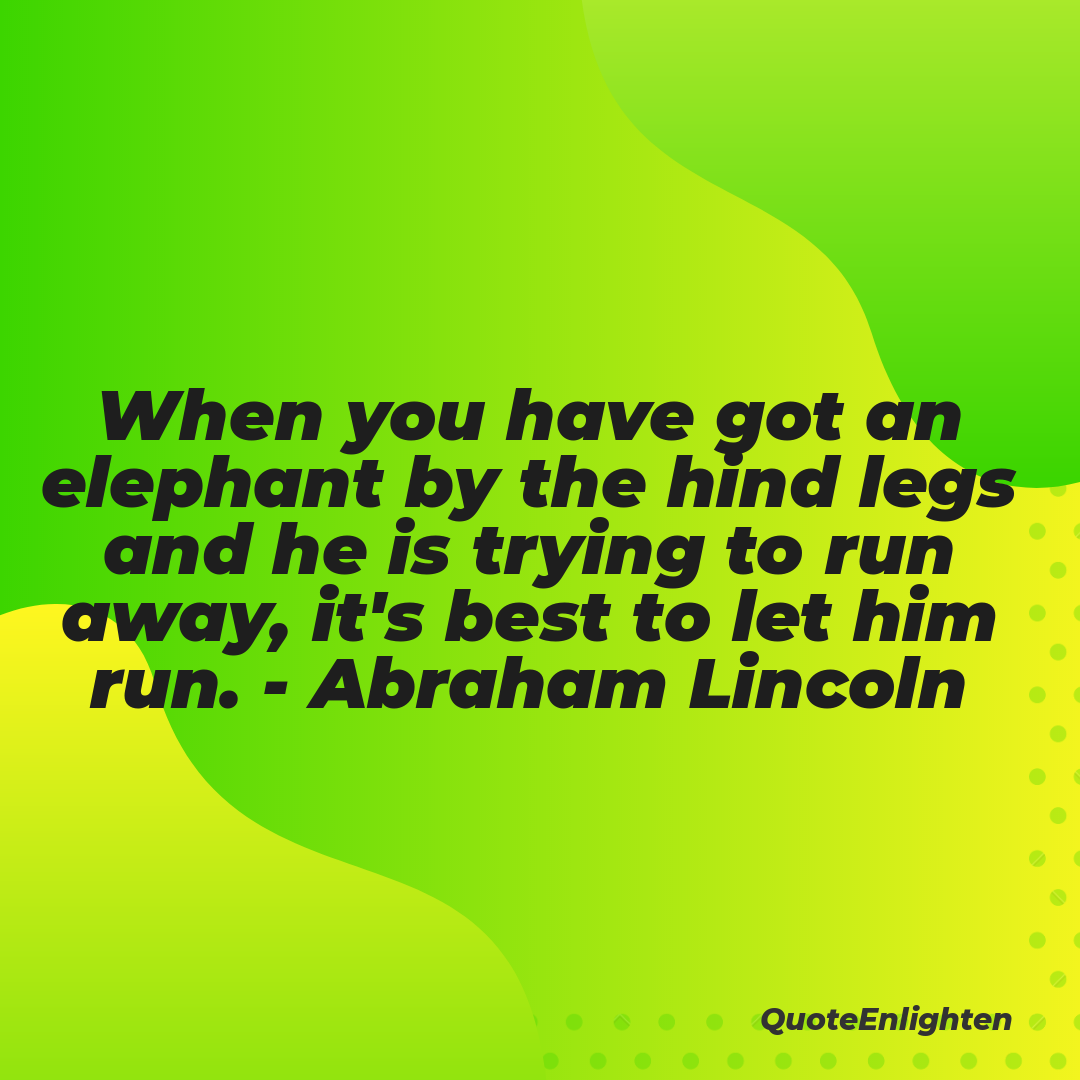 When you have got an
elephant by the hind legs
and he is trying to run
away, it's best to let him
run. - Abraham Lincoln
QuoteEnlighten